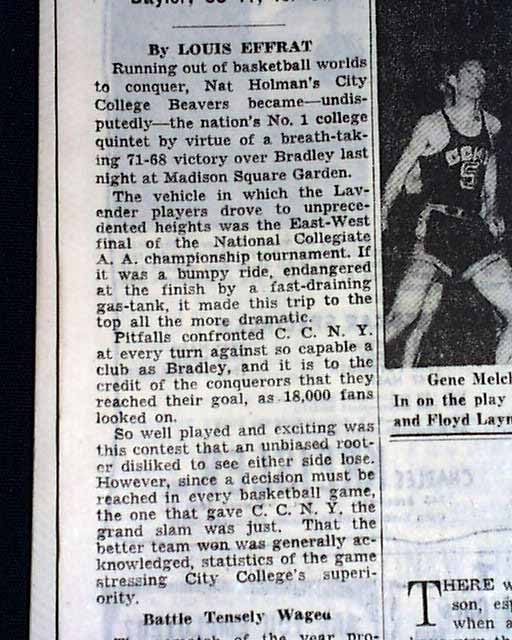 By LOUIS EFFRAT
Running out of basketball worlds
to conquer, Nat Holman's City
College Beavers became—undis-
putedly—the nation's No. 1 college
quintet by virtue of a breath-tak-
ing 71-68 victory over Bradley last
night at Madison Square Garden.
The vehicle in which the Lav-
ender players drove to unprece-
dented heights was the East-West
final of the National Collegiate
A. A. championship tournament. If
it was a bumpy ride, endangered
at the finish by a fast-draining
gas-tank, it made this trip to the
top all the more dramatic.
Pitfalls confronted C. C. N. Y.
at every turn against so capable a
club as Bradley, and it is to the
credit of the conquerors that they
reached their goal, as 18,000 fans
looked on.
So well played and exciting was
this contest that an unbiased root-
er disliked to see either side lose.
However, since a decision must be
reached in every basketball game,
the one that gave C. C. N. Y. the
grand slam was just. That the
better team won was generally ac-
knowledged, statistics of the game
stressing City College's superi-
ority.
Battle Tensely Waged
5
Gene Melch
In on the play
and Floyd Layn
THERE w
son, esp
when a